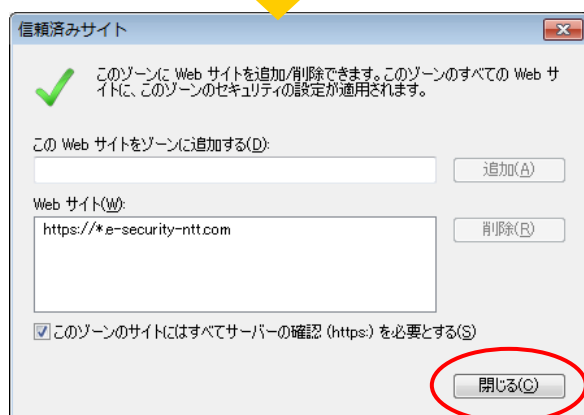 信頼済みサイト
このゾーンに Web サイトを追加/削除できます。このゾーンのすべての Web サ
イトに、このゾーンのセキュリティの設定が適用されます。
この Web サイトをゾーンに追加する(D):
追加(A)
Web サイト(W):
https://*.e-security-ntt.com
削除(R)
このゾーンのサイトにはすべてサーバーの確認 (https:) を必要とする(S)
閉じる(C)